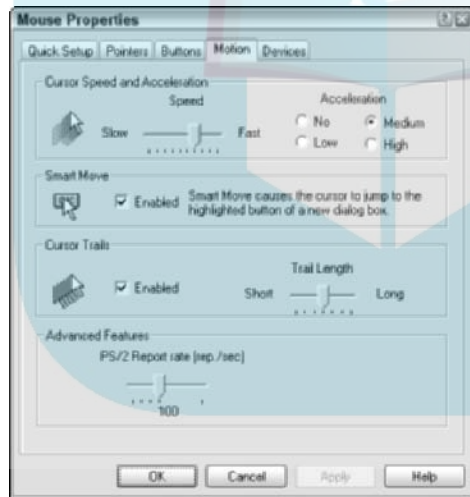 Mouse Properties
Quick Setup Pointers Buttons Motion Devices
Cursor Speed and Acceleration
Speed Acceleration
Slow Fast No Medium
Low High
Smart Move
Enabled Smart Move causes the cursor to jump to the
highlighted button of a new dialog box.
Cursor Trails
Trail Length
Enabled Short Long
Advanced Features
PS/2 Report rate (rep./sec)
100
OK Cancel Apply Help